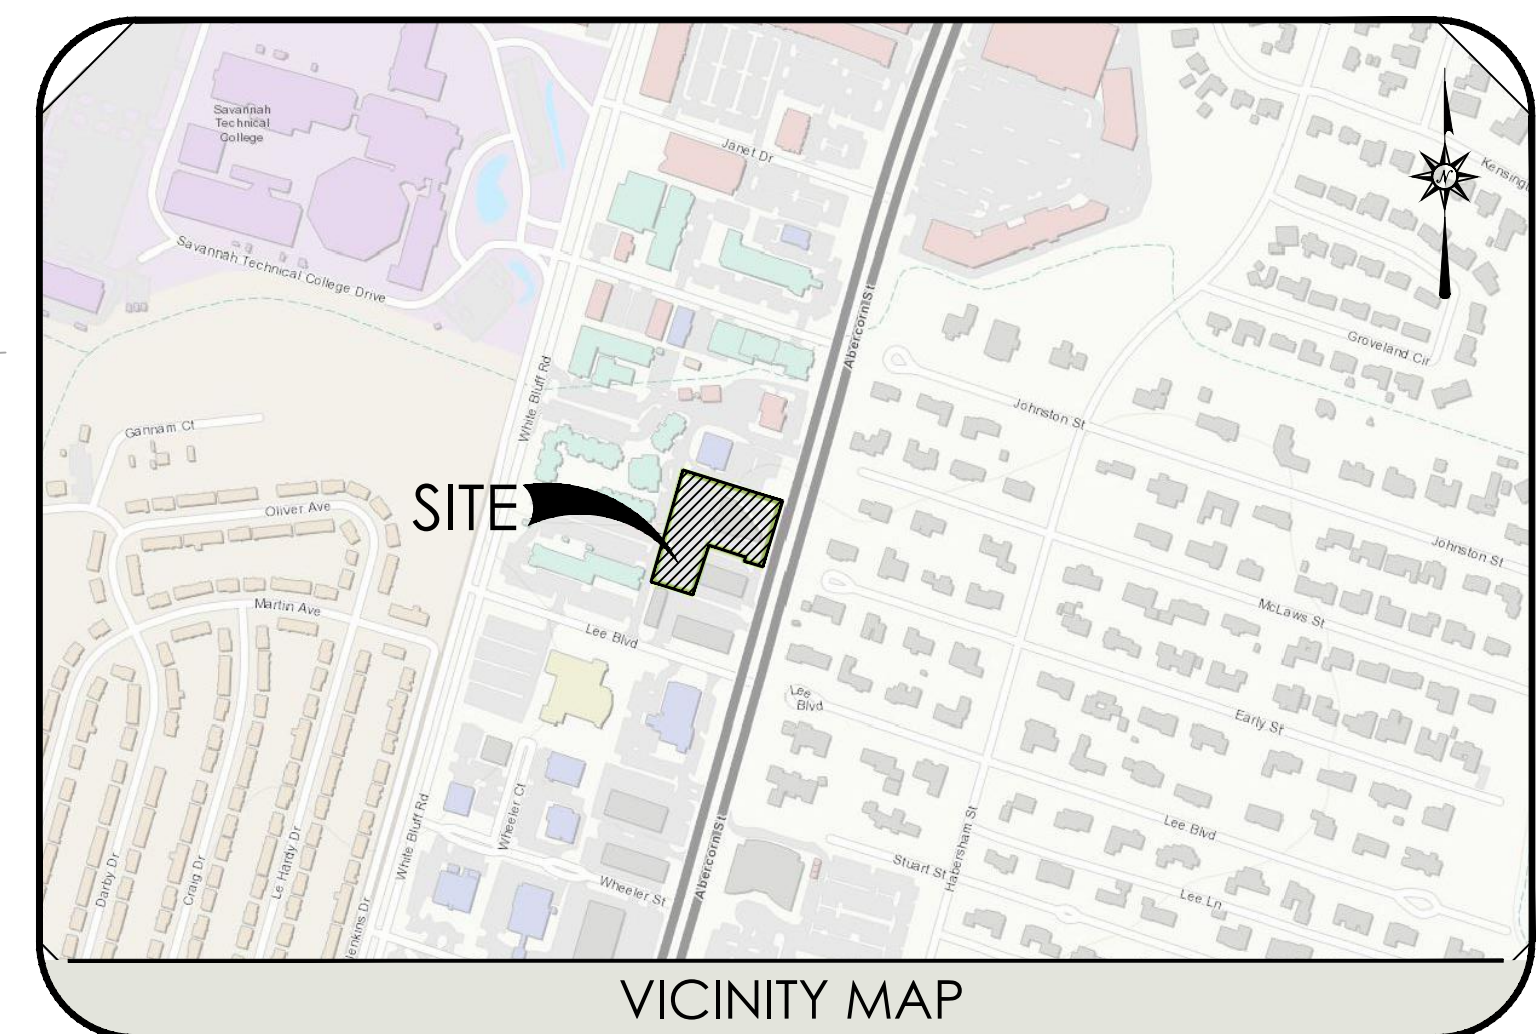 Savannah
Technical
College
Janet Dr
N
Savannah Technical College Drive
Abercorn St
Groveland Cir
White Bluff Rd
Johnston St
Gannam Ct
SITE
Oliver Ave
Johnston St
Martin Ave
McLaws St
Lee Blvd
Lee
Blvd
Early St
Wheeler Ct
White Bluff Rd
Abercorn St
Habersham St
Lee Blvd
Darby Dr
Craig Dr
Le Hardy Dr
Stuart St
Wheeler St
Lee Ln
VICINITY MAP